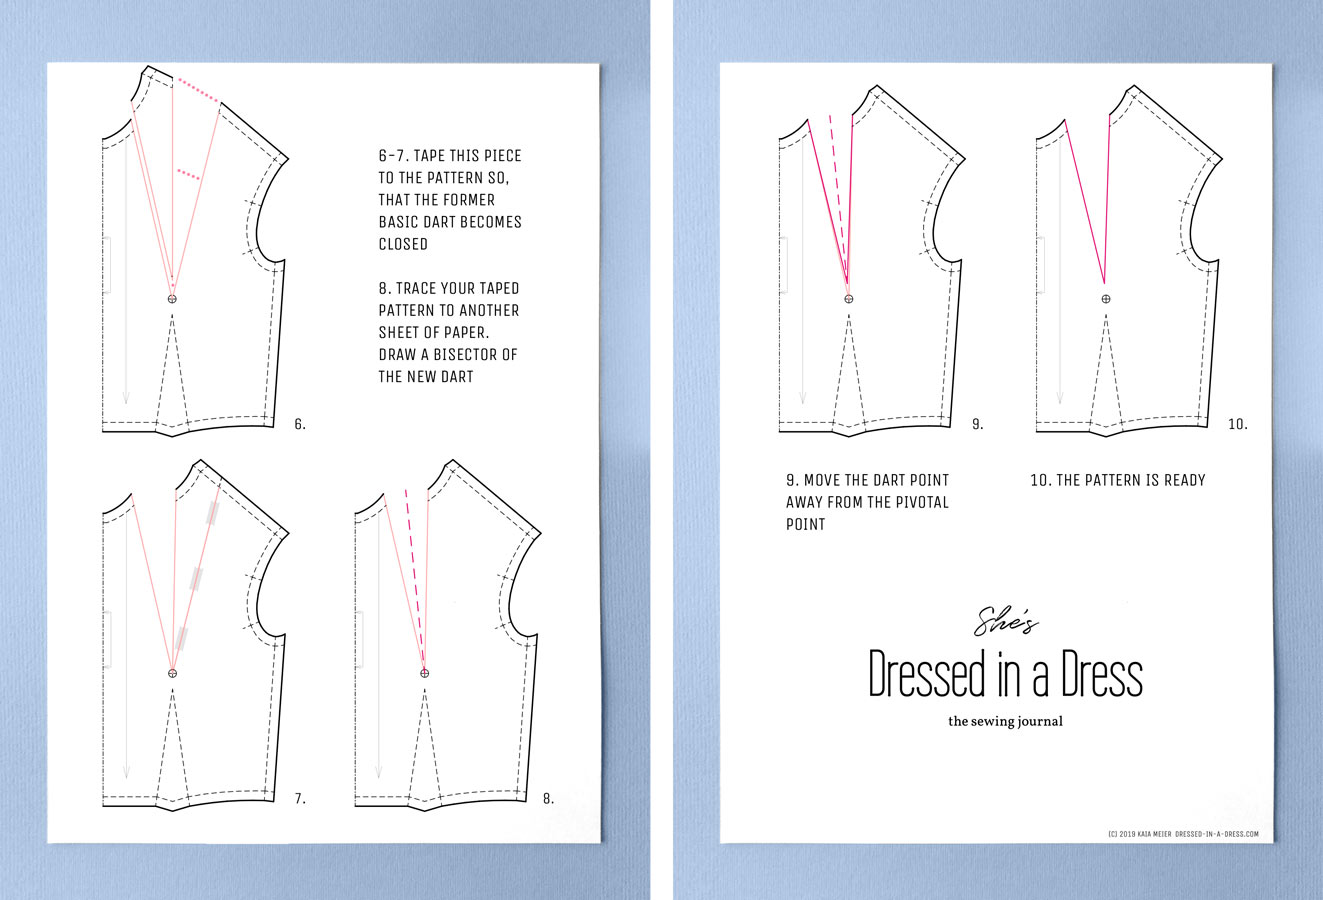 6-7. TAPE THIS PIECE
TO THE PATTERN SO,
THAT THE FORMER
BASIC DART BECOMES
CLOSED
8. TRACE YOUR TAPED
PATTERN TO ANOTHER
SHEET OF PAPER.
DRAW A BISECTOR OF
THE NEW DART
6.
7.
8.
9.
10.
9. MOVE THE DART POINT
AWAY FROM THE PIVOTAL
POINT
10. THE PATTERN IS READY
She's
Dressed in a Dress
the sewing journal
(C) 2019 KAIA MEIER DRESSED-IN-A-DRESS.COM